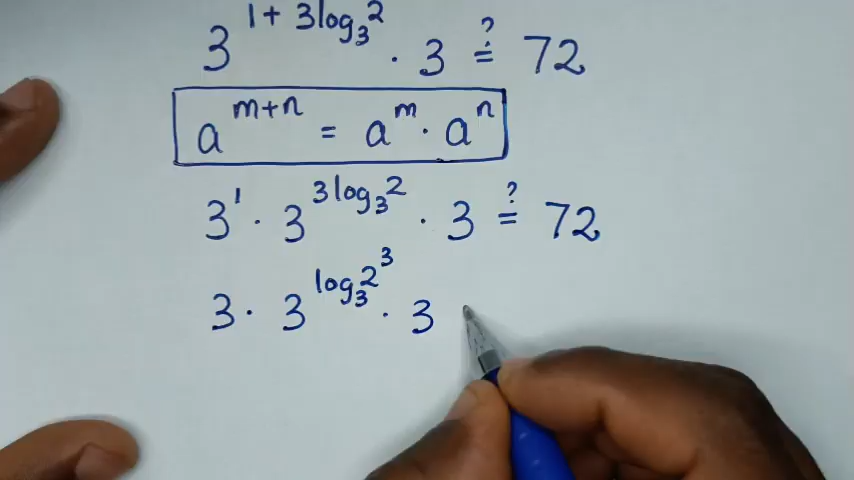 3^{1 + 3log_3 2} · 3 ≟ 72
a^{m+n} = a^m · a^n
3^1 · 3^{3log_3 2} · 3 ≟ 72
3 · 3^{log_3 2^3} · 3